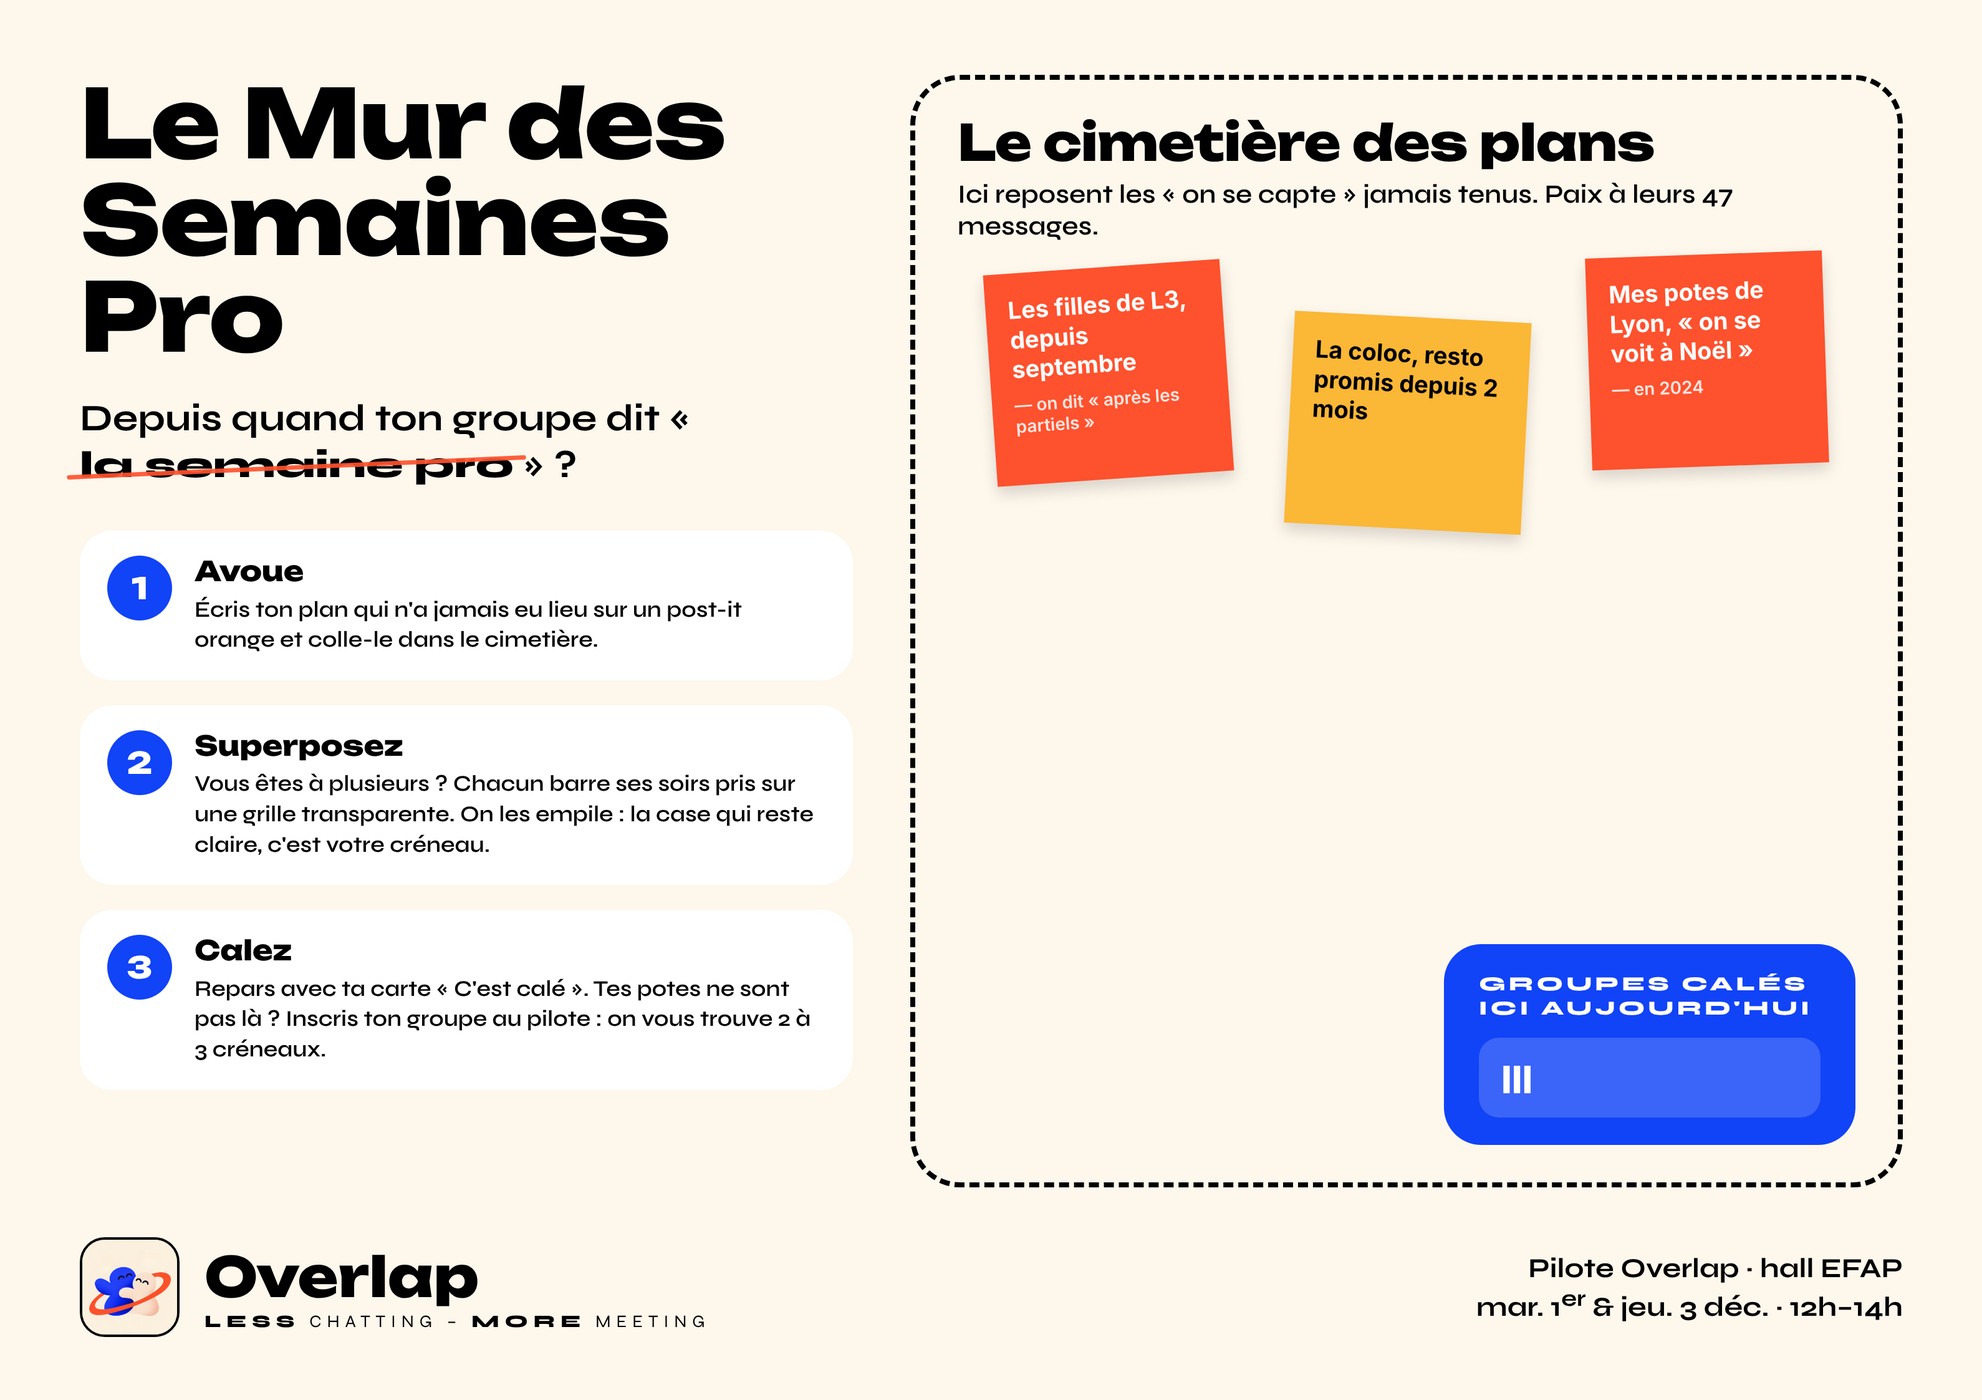 Le Mur des
Semaines
Pro
Depuis quand ton groupe dit «
la semaine pro » ?
1
Avoue
Écris ton plan qui n'a jamais eu lieu sur un post-it
orange et colle-le dans le cimetière.
2
Superposez
Vous êtes à plusieurs ? Chacun barre ses soirs pris sur
une grille transparente. On les empile : la case qui reste
claire, c'est votre créneau.
3
Calez
Repars avec ta carte « C'est calé ». Tes potes ne sont
pas là ? Inscris ton groupe au pilote : on vous trouve 2 à
3 créneaux.
Le cimetière des plans
Ici reposent les « on se capte » jamais tenus. Paix à leurs 47
messages.
Les filles de L3,
depuis
septembre
— on dit « après les
partiels »
La coloc, resto
promis depuis 2
mois
Mes potes de
Lyon, « on se
voit à Noël »
— en 2024
GROUPES CALÉS
ICI AUJOURD'HUI
III
Overlap
LESS CHATTING - MORE MEETING
Pilote Overlap · hall EFAP
mar. 1er & jeu. 3 déc. · 12h–14h